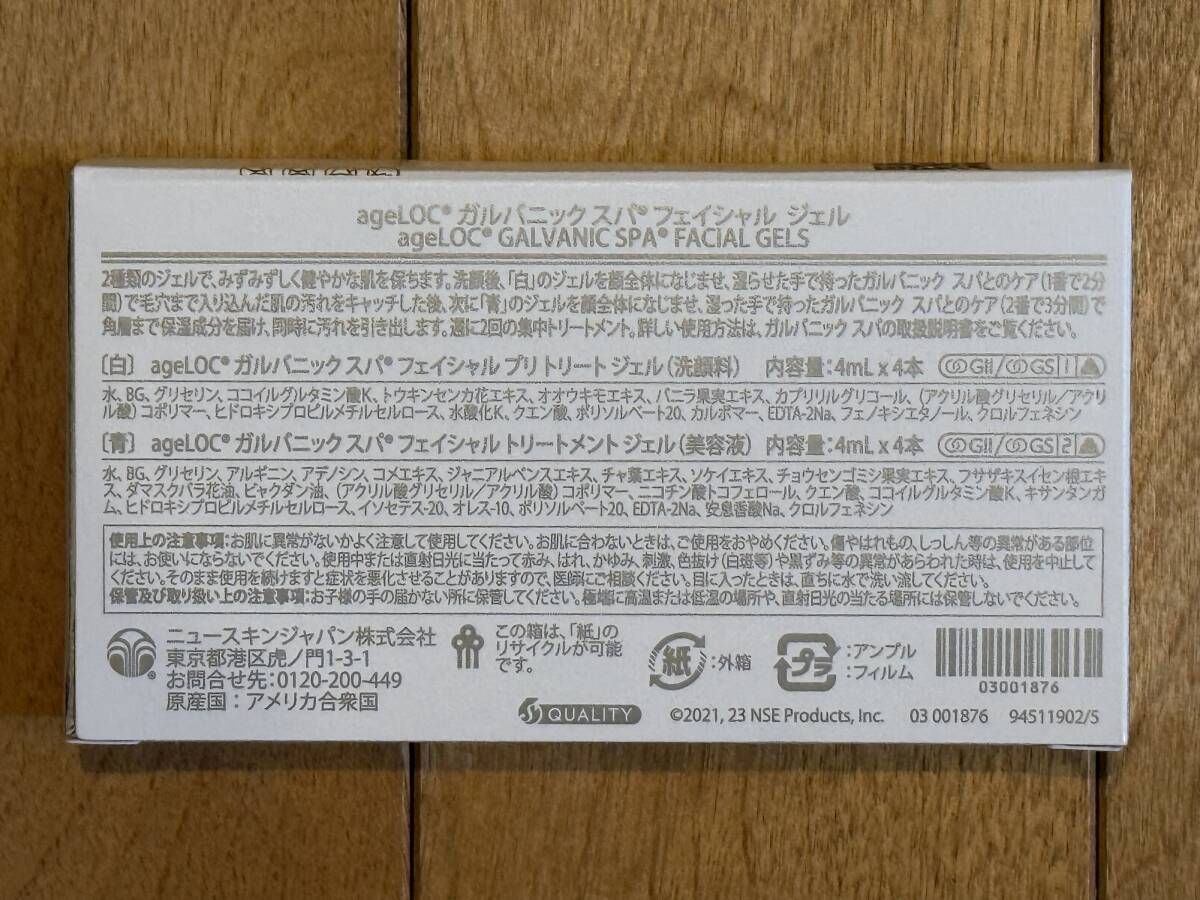 ageLOC® ガルバニック スパ® フェイシャル ジェル
ageLOC® GALVANIC SPA® FACIAL GELS
2種類のジェルで、みずみずしく健やかな肌を保ちます。洗顔後、「白」のジェルを顔全体になじませ、湿らせた手で持ったガルバニック スパとのケア(1番で2分
間)で毛穴まで入り込んだ肌の汚れをキャッチした後、次に「青」のジェルを顔全体になじませ、湿った手で持ったガルバニック スパとのケア(2番で3分間)で
角層まで保湿成分を届け、同時に汚れを引き出します。週に2回の集中トリートメント。詳しい使用方法は、ガルバニック スパの取扱説明書をご覧ください。
〔白〕 ageLOC® ガルバニック スパ® フェイシャル プリ トリート ジェル(洗顔料) 内容量:4mL x 4本 GII/GS 1
水、BG、グリセリン、ココイルグルタミン酸K、トウキンセンカ花エキス、オオウキモエキス、バニラ果実エキス、カプリリルグリコール、(アクリル酸グリセリル/アクリ
ル酸)コポリマー、ヒドロキシプロピルメチルセルロース、水酸化K、クエン酸、ポリソルベート20、カルボマー、EDTA-2Na、フェノキシエタノール、クロルフェネシン
〔青〕 ageLOC® ガルバニック スパ® フェイシャル トリートメント ジェル(美容液) 内容量:4mL x 4本 GII/GS 2
水、BG、グリセリン、アルギニン、アデノシン、コメエキス、ジャニアルベンスエキス、チャ葉エキス、ソケイエキス、チョウセンゴミシ果実エキス、フサザキスイセン根エキ
ス、ダマスクバラ花油、ビャクダン油、(アクリル酸グリセリル/アクリル酸)コポリマー、ニコチン酸トコフェロール、クエン酸、ココイルグルタミン酸K、キサンタンガ
ム、ヒドロキシプロピルメチルセルロース、イソセテス-20、オレス-10、ポリソルベート20、EDTA-2Na、安息香酸Na、クロルフェネシン
使用上の注意事項:お肌に異常がないかよく注意して使用してください。お肌に合わないときは、ご使用をおやめください。傷やはれもの、しっしん等の異常がある部位
には、お使いにならないでください。使用中または直射日光に当たって赤み、はれ、かゆみ、刺激、色抜け(白斑等)や黒ずみ等の異常があらわれた時は、使用を中止して
ください。そのまま使用を続けますと症状を悪化させることがありますので、医師にご相談ください。目に入ったときは、直ちに水で洗い流してください。
保管及び取り扱い上の注意事項:お子様の手の届かない所に保管してください。極端に高温または低温の場所や、直射日光の当たる場所には保管しないでください。
ニュースキンジャパン株式会社
東京都港区虎ノ門1-3-1
お問合せ先:0120-200-449
原産国:アメリカ合衆国
この箱は、「紙」の
リサイクルが可能
です。
紙 :外箱
プラ :アンプル
:フィルム
03001876
QUALITY ©2021, 23 NSE Products, Inc. 03 001876 94511902/5